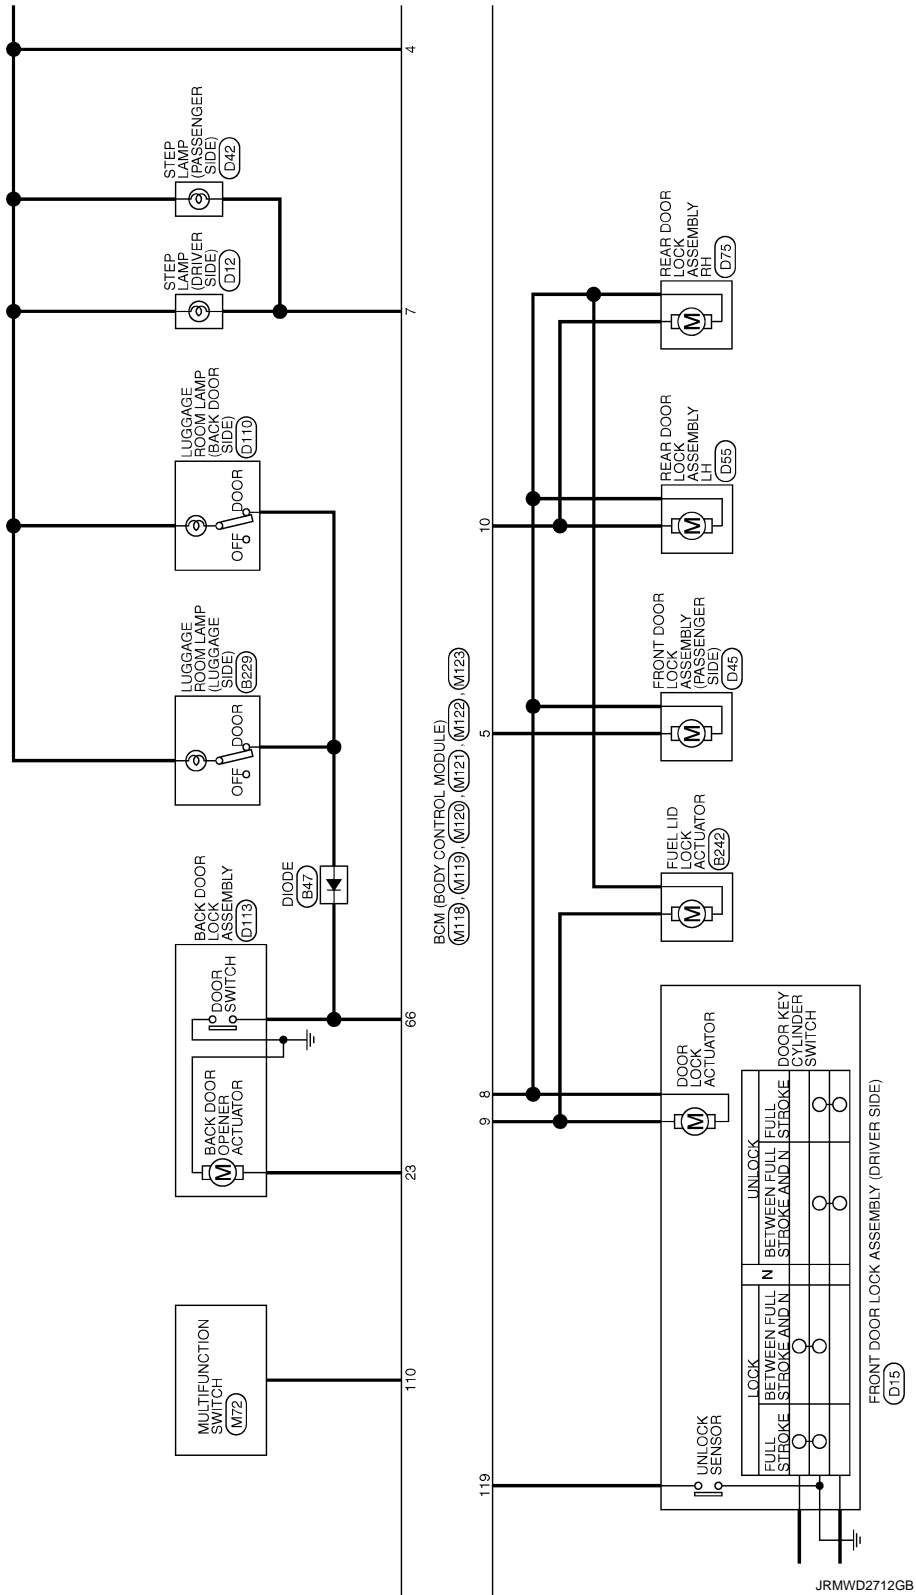 MULTIFUNCTION
SWITCH
M72
BACK DOOR
LOCK
ASSEMBLY
D113
BACK DOOR
OPENER
ACTUATOR
DOOR
SWITCH
DIODE
B47
LUGGAGE
ROOM LAMP
(LUGGAGE
SIDE)
B229
OFF
DOOR
LUGGAGE
ROOM LAMP
(BACK DOOR
SIDE)
D110
OFF
DOOR
STEP
LAMP
(DRIVER
SIDE)
D12
STEP
LAMP
(PASSENGER
SIDE)
D42
110
23
66
7
4
BCM (BODY CONTROL MODULE)
M118 , M119 , M120 , M121 , M122 , M123
119
9
8
5
10
UNLOCK
SENSOR
DOOR
LOCK
ACTUATOR
FUEL LID
LOCK
ACTUATOR
B242
FRONT DOOR
LOCK
ASSEMBLY
(PASSENGER
SIDE)
D45
REAR DOOR
LOCK
ASSEMBLY
LH
D55
REAR DOOR
LOCK
ASSEMBLY
RH
D75
M
M
M
M
M
M
LOCK
UNLOCK
FULL
STROKE
BETWEEN FULL
STROKE AND N
N
BETWEEN FULL
STROKE AND N
FULL
STROKE
DOOR KEY
CYLINDER
SWITCH
FRONT DOOR LOCK ASSEMBLY (DRIVER SIDE)
D15
JRMWD2712GB